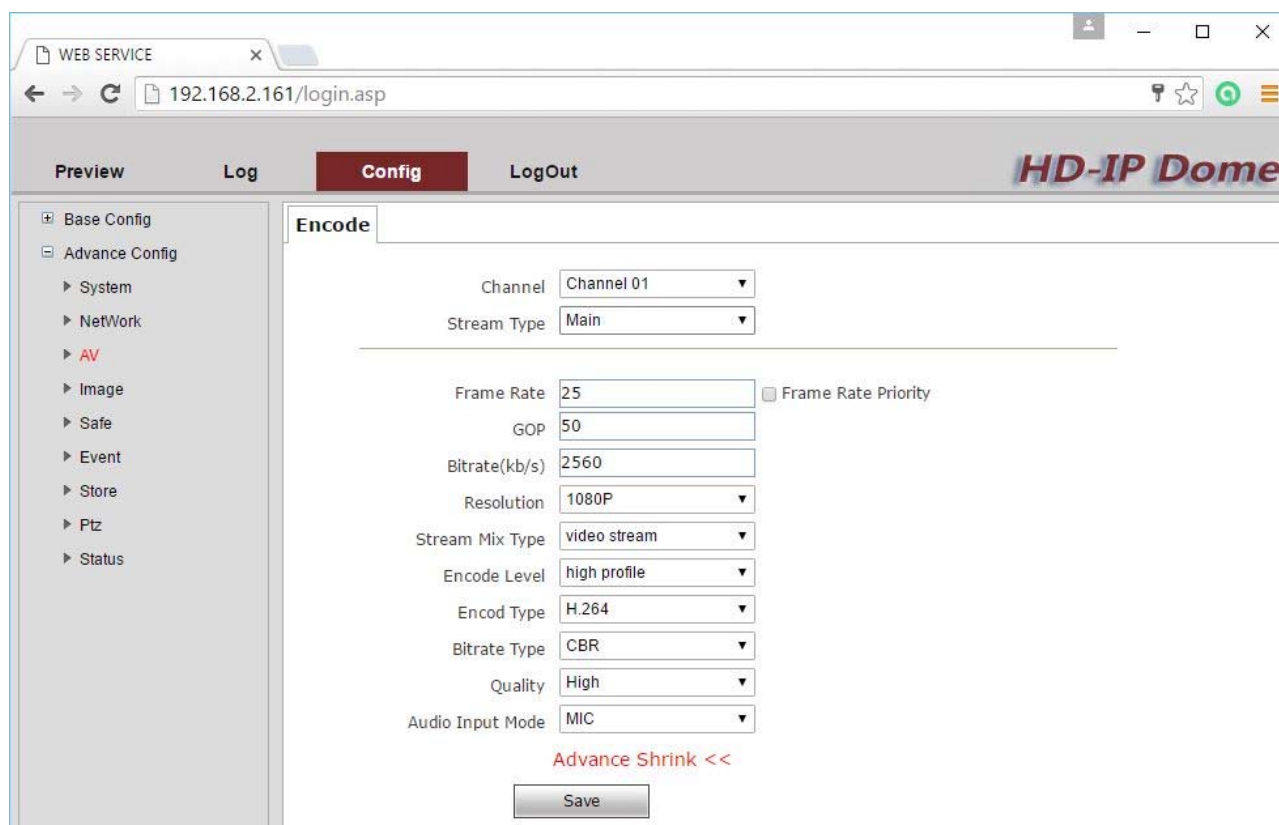 WEB SERVICE
192.168.2.161/login.asp
Preview Log Config LogOut HD-IP Dome
Base Config
Advance Config
System
NetWork
AV
Image
Safe
Event
Store
Ptz
Status
Encode
Channel Channel 01
Stream Type Main
Frame Rate 25 Frame Rate Priority
GOP 50
Bitrate(kb/s) 2560
Resolution 1080P
Stream Mix Type video stream
Encode Level high profile
Encod Type H.264
Bitrate Type CBR
Quality High
Audio Input Mode MIC
Advance Shrink <<
Save